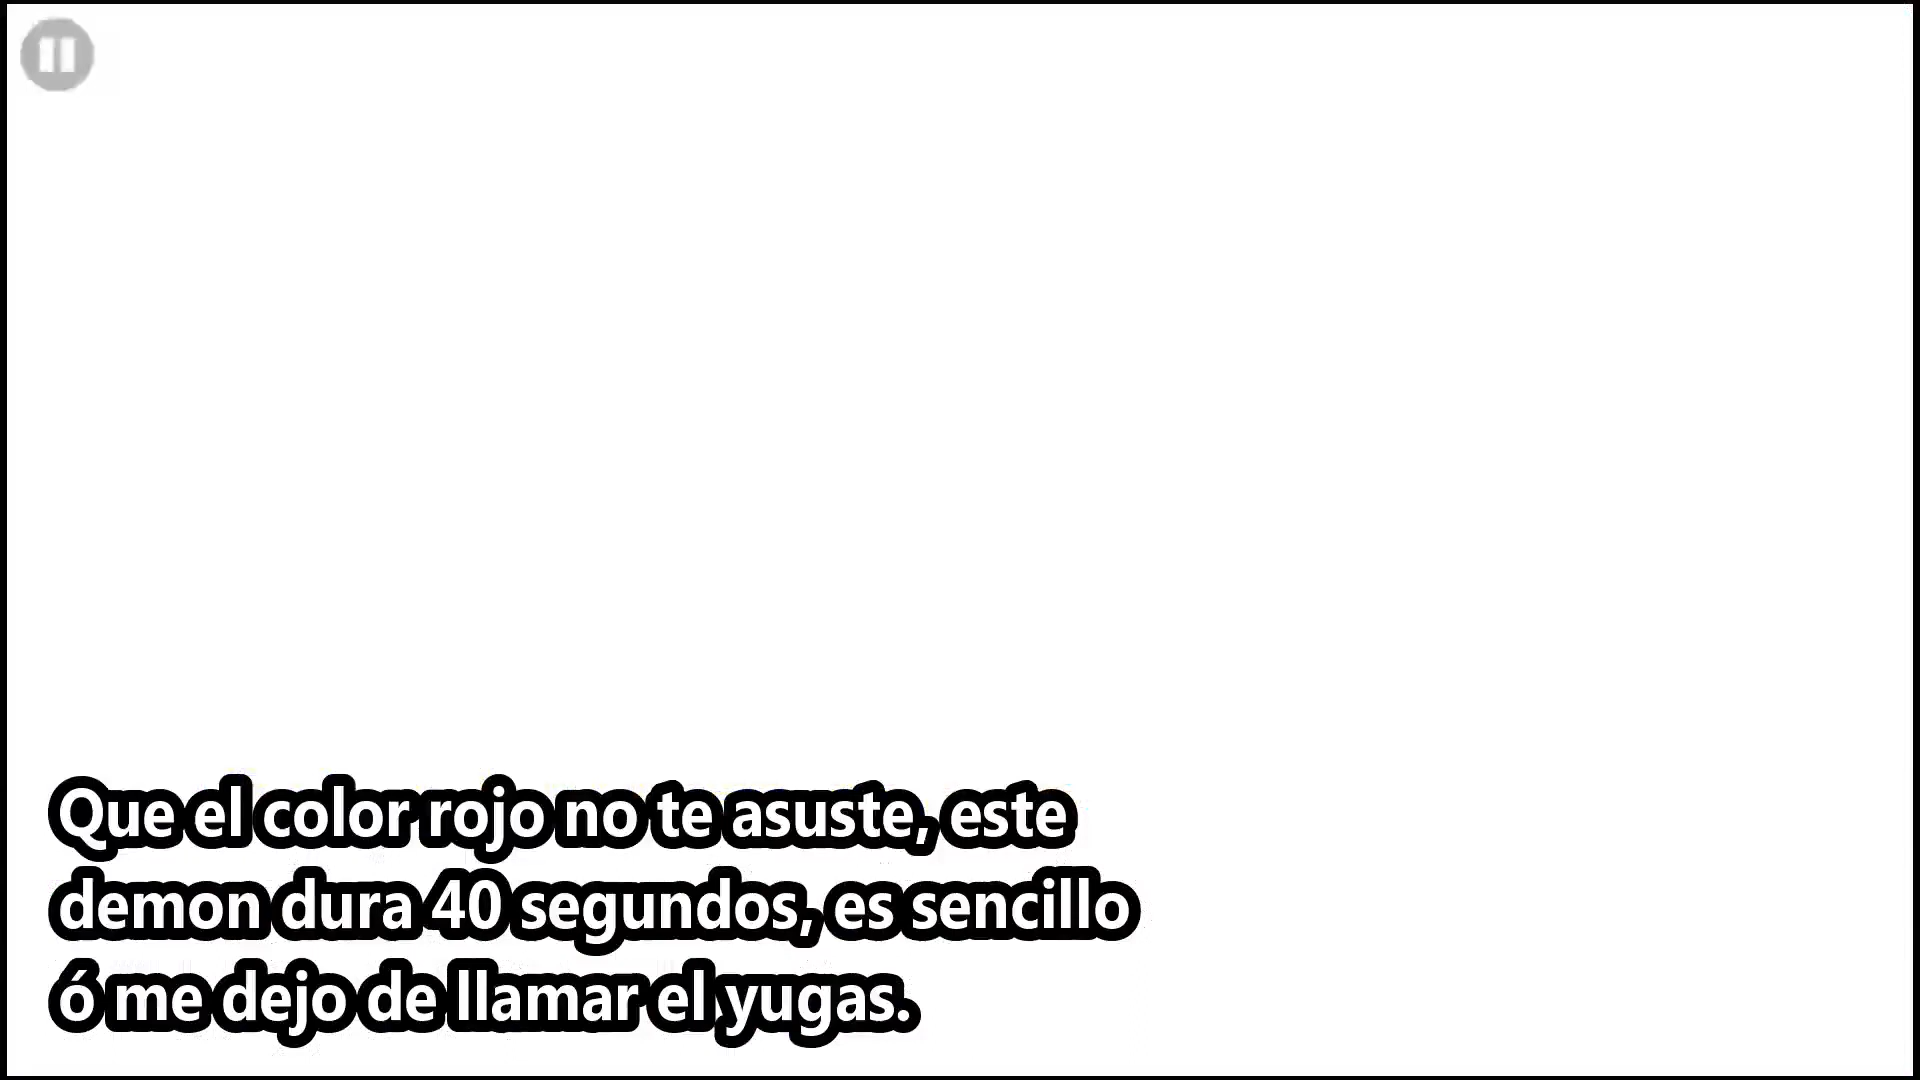 Que el color rojo no te asuste, este
demon dura 40 segundos, es sencillo
ó me dejo de llamar el yugas.